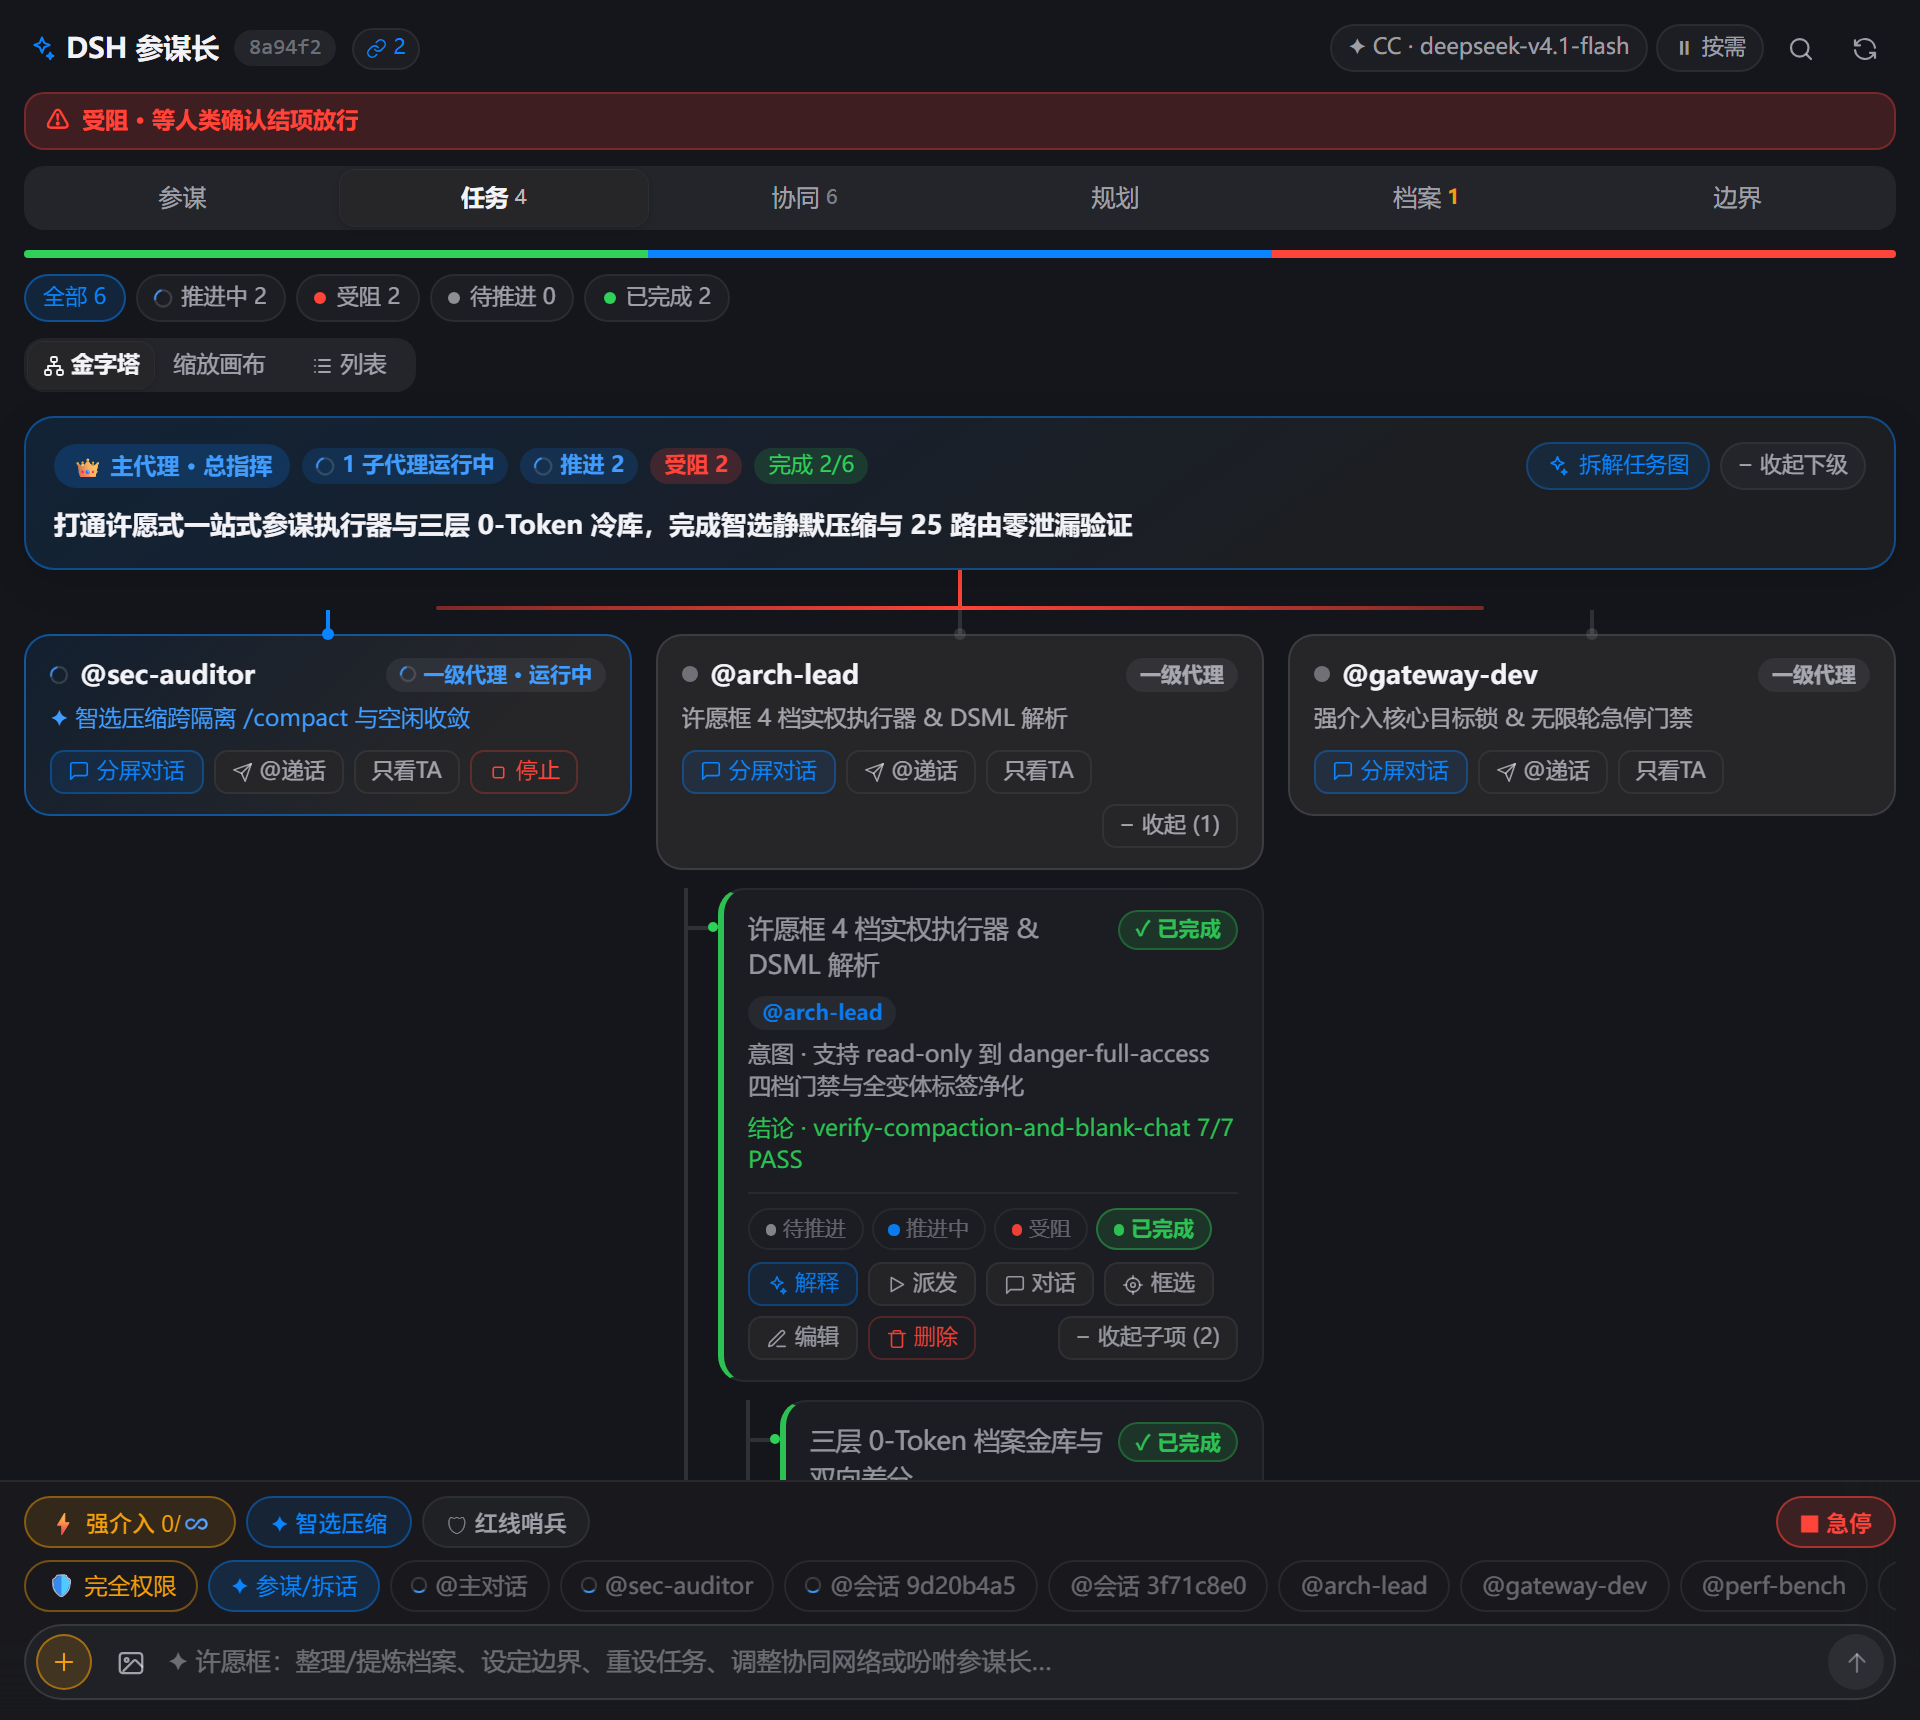 DSH 参谋长 8a94f2 2 ✦ CC · deepseek-v4.1-flash 按需
受阻 • 等人类确认结项放行
参谋 任务 4 协同 6 规划 档案 1 边界
全部 6 推进中 2 受阻 2 待推进 0 已完成 2
金字塔 缩放画布 列表
主代理 • 总指挥 1 子代理运行中 推进 2 受阻 2 完成 2/6 拆解任务图 − 收起下级
打通许愿式一站式参谋执行器与三层 0-Token 冷库，完成智选静默压缩与 25 路由零泄漏验证
@sec-auditor 一级代理 • 运行中
✦ 智选压缩跨隔离 /compact 与空闲收敛
分屏对话 @递话 只看TA 停止
@arch-lead 一级代理
许愿框 4 档实权执行器 & DSML 解析
分屏对话 @递话 只看TA
− 收起 (1)
@gateway-dev 一级代理
强介入核心目标锁 & 无限轮急停门禁
分屏对话 @递话 只看TA
许愿框 4 档实权执行器 &
DSML 解析
✓ 已完成
@arch-lead
意图 · 支持 read-only 到 danger-full-access
四档门禁与全变体标签净化
结论 · verify-compaction-and-blank-chat 7/7
PASS
待推进 推进中 受阻 已完成
解释 派发 对话 框选
编辑 删除 − 收起子项 (2)
三层 0-Token 档案金库与
双向差分
✓ 已完成
强介入 0/∞ ✦ 智选压缩 红线哨兵 急停
完全权限 ✦ 参谋/拆话 @主对话 @sec-auditor @会话 9d20b4a5 @会话 3f71c8e0 @arch-lead @gateway-dev @perf-bench
✦ 许愿框：整理/提炼档案、设定边界、重设任务、调整协同网络或吩咐参谋长...